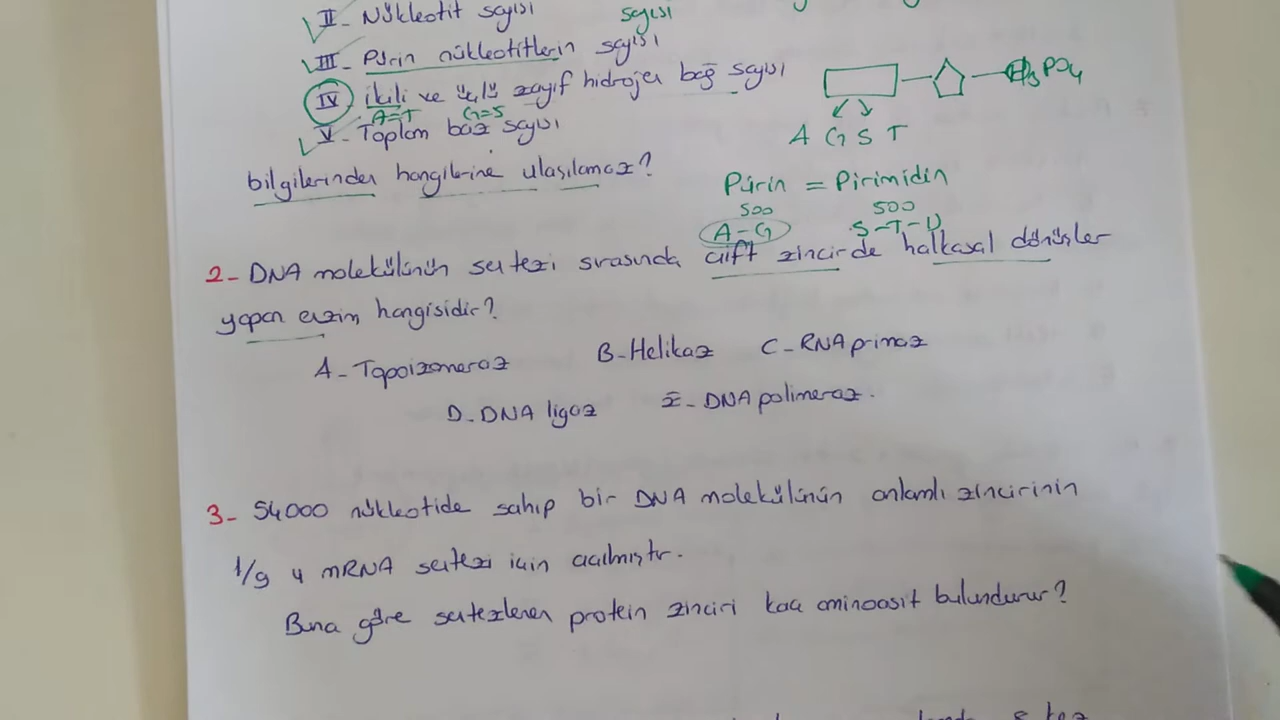 II- Nükleotit sayısı
sayısı
III- Pürin nükleotitlerin sayısı
IV İkili ve üçlü zayıf hidrojen bağ sayısı
A=T G≡S
V- Toplam baz sayısı
bilgilerinden hangilerine ulaşılamaz?
H3PO4
A G S T
Pürin = Pirimidin
500 500
A-G S-T-U
2- DNA molekülünün sentezi sırasında çift zincirde halkasal dönüşler
yapan enzim hangisidir?
A- Topoizomeraz B- Helikaz C- RNA primaz
D- DNA ligaz E- DNA polimeraz.
3- 54000 nükleotide sahip bir DNA molekülünün anlamlı zincirinin
1/9 u mRNA sentezi için açılmıştır.
Buna göre sentezlenen protein zinciri kaç aminoasit bulundurur?